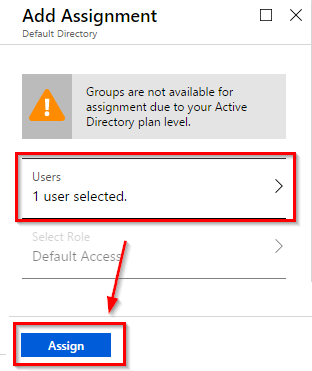 Add Assignment
Default Directory
Groups are not available for
assignment due to your Active
Directory plan level.
Users
1 user selected.
Select Role
Default Access
Assign